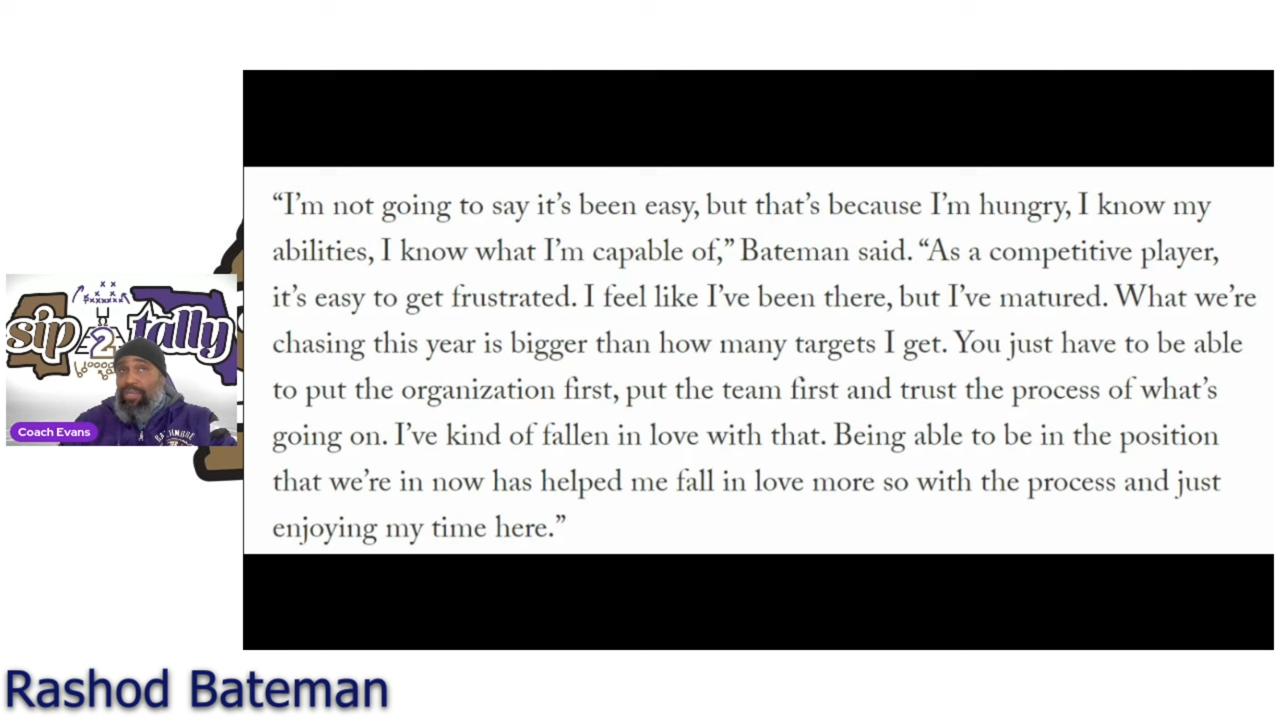 “I’m not going to say it’s been easy, but that’s because I’m hungry, I know my
abilities, I know what I’m capable of,” Bateman said. “As a competitive player,
it’s easy to get frustrated. I feel like I’ve been there, but I’ve matured. What we’re
chasing this year is bigger than how many targets I get. You just have to be able
to put the organization first, put the team first and trust the process of what’s
going on. I’ve kind of fallen in love with that. Being able to be in the position
that we’re in now has helped me fall in love more so with the process and just
enjoying my time here.”
sip 2 tally
Coach Evans
Rashod Bateman